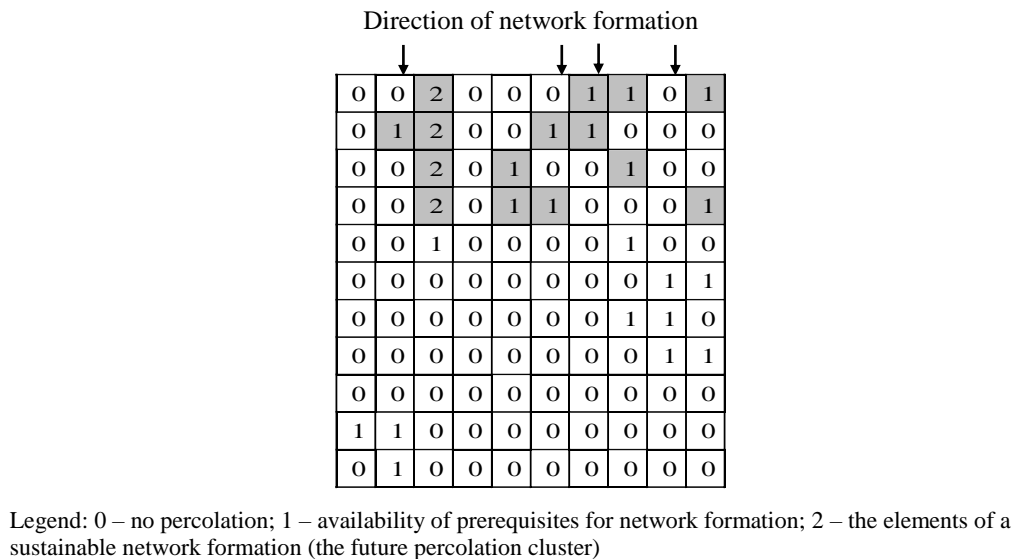 Direction of network formation
0 0 2 0 0 0 1 1 0 1
0 1 2 0 0 1 1 0 0 0
0 0 2 0 1 0 0 1 0 0
0 0 2 0 1 1 0 0 0 1
0 0 1 0 0 0 0 1 0 0
0 0 0 0 0 0 0 0 1 1
0 0 0 0 0 0 0 1 1 0
0 0 0 0 0 0 0 0 1 1
0 0 0 0 0 0 0 0 0 0
1 1 0 0 0 0 0 0 0 0
0 1 0 0 0 0 0 0 0 0
Legend: 0 – no percolation; 1 – availability of prerequisites for network formation; 2 – the elements of a
sustainable network formation (the future percolation cluster)